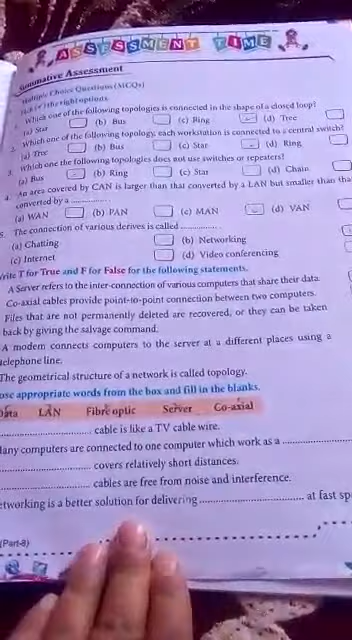 ASSESSMENT TIME
Summative Assessment
Multiple Choice Questions (MCQs)
the right options.
Which one of the following topologies is connected in the shape of a closed loop?
(a) Star (b) Bus (c) Ring (d) Tree
2. Which one of the following topology, each workstation is connected to a central switch?
(a) Tree (b) Bus (c) Star (d) Ring
3. Which one the following topologies does not use switches or repeaters?
(a) Bus (b) Ring (c) Star (d) Chain
4. An area covered by CAN is larger than that converted by a LAN but smaller than tha
converted by a ..............
(a) WAN (b) PAN (c) MAN (d) VAN
5. The connection of various derives is called ..............
(a) Chatting (b) Networking
(c) Internet (d) Video conferencing
rite T for True and F for False for the following statements.
A Server refers to the inter-connection of various computers that share their data.
Co-axial cables provide point-to-point connection between two computers.
Files that are not permanently deleted are recovered, or they can be taken
back by giving the salvage command.
A modem connects computers to the server at a different places using a
telephone line.
The geometrical structure of a network is called topology.
ose appropriate words from the box and fill in the blanks.
Data LAN Fibre optic Server Co-axial
.............................. cable is like a TV cable wire.
any computers are connected to one computer which work as a ....................
.............................. covers relatively short distances.
.............................. cables are free from noise and interference.
etworking is a better solution for delivering .............................. at fast sp
(Part-8)